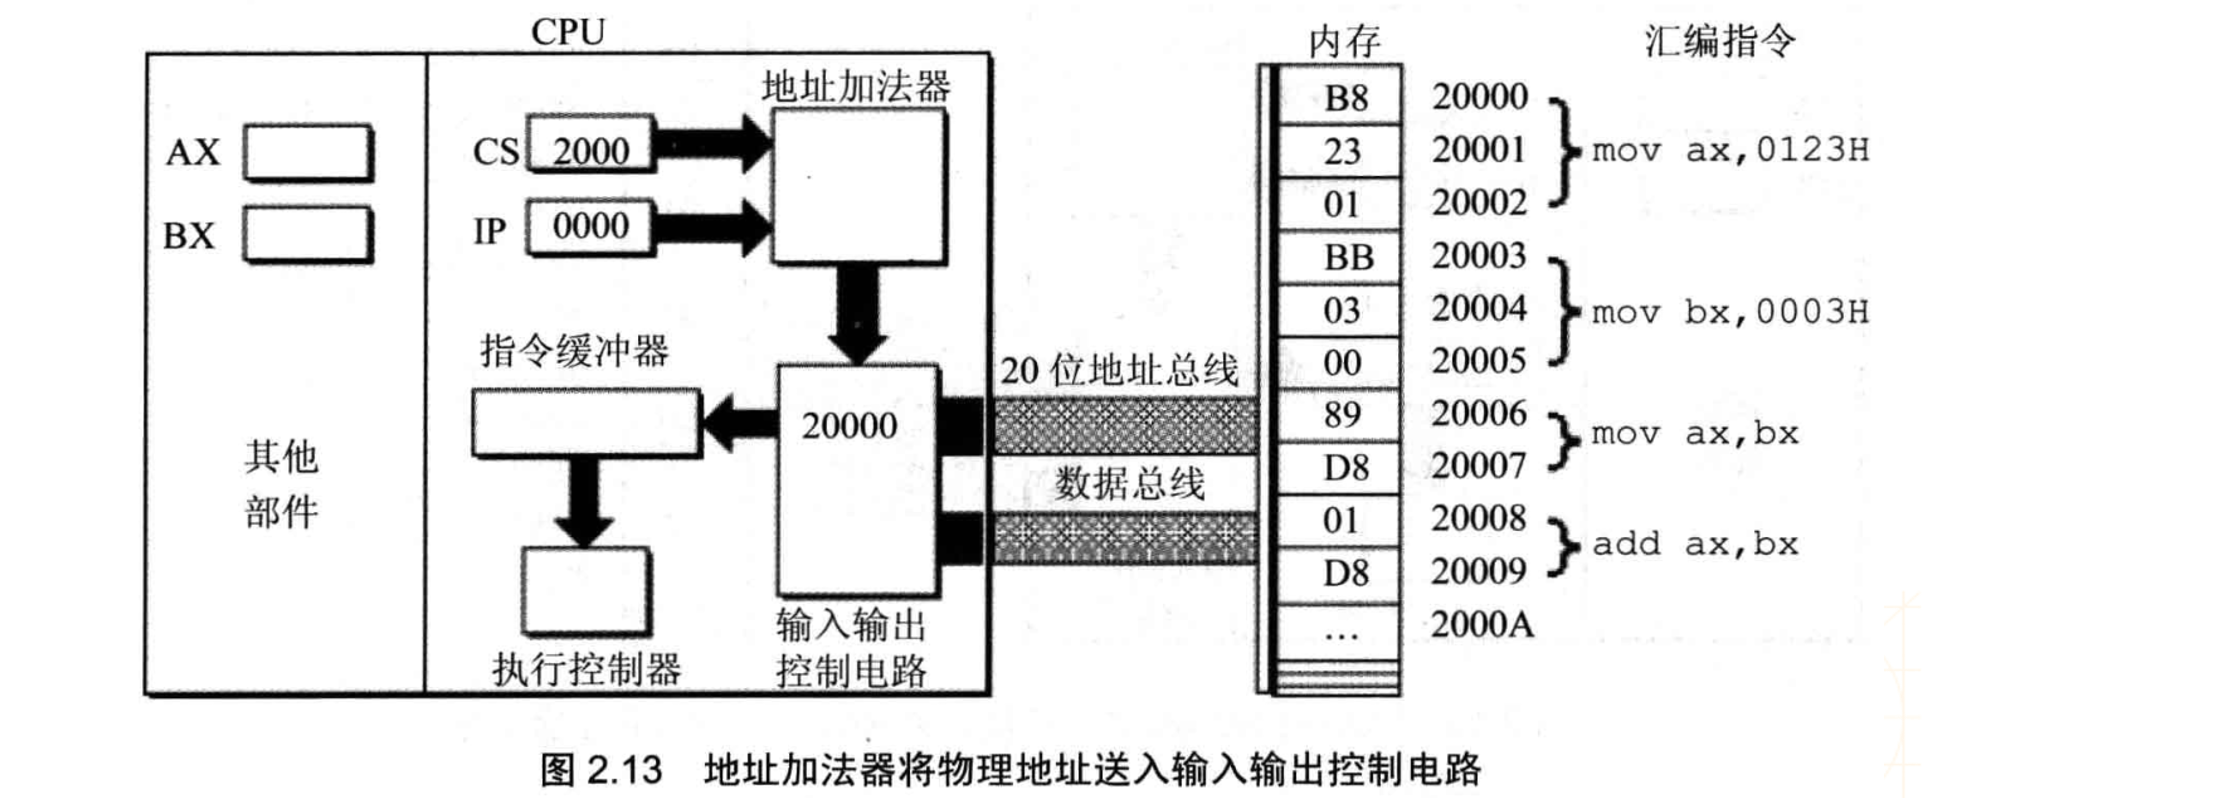 CPU
内存
汇编指令
地址加法器
AX
CS 2000
BX
IP 0000
指令缓冲器
20000
其他
部件
执行控制器
输入输出
控制电路
20 位地址总线
数据总线
B8 20000
23 20001 mov ax,0123H
01 20002
BB 20003
03 20004 mov bx,0003H
00 20005
89 20006 mov ax,bx
D8 20007
01 20008 add ax,bx
D8 20009
… 2000A
图 2.13 地址加法器将物理地址送入输入输出控制电路